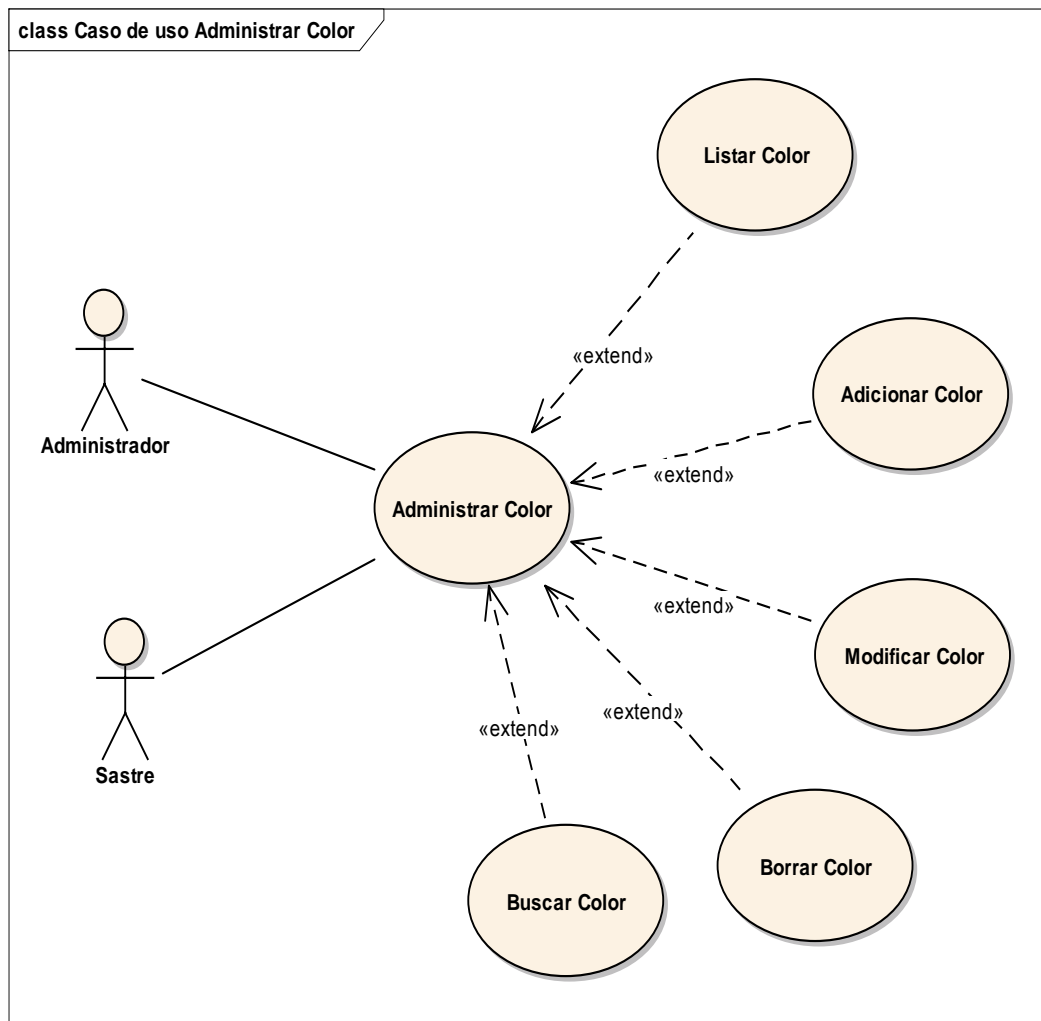 class Caso de uso Administrar Color
Listar Color
«extend»
Administrador
Adicionar Color
«extend»
Administrar Color
«extend»
Modificar Color
Sastre
«extend»
«extend»
Borrar Color
Buscar Color